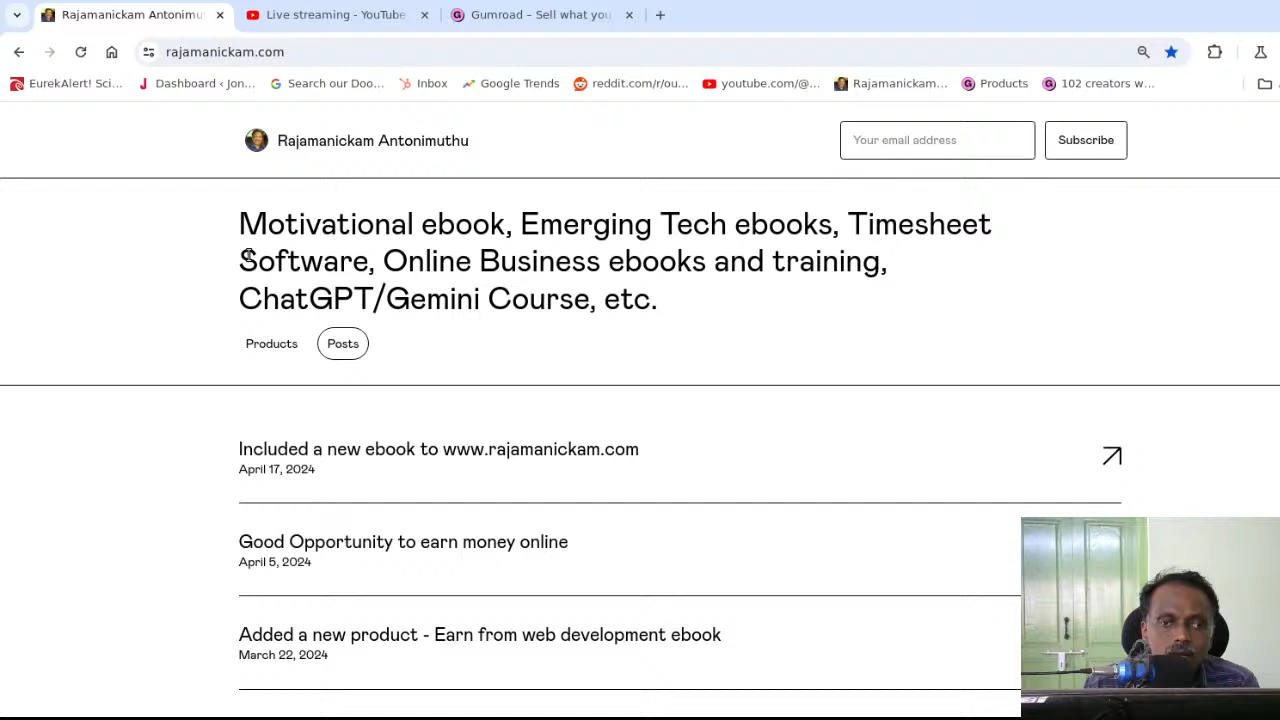 Rajamanickam Antonimu
Live streaming - YouTube
Gumroad – Sell what you
rajamanickam.com
EurekAlert! Sci...
Dashboard ‹ Jon...
Search our Doo...
Inbox
Google Trends
reddit.com/r/ou...
youtube.com/@...
Rajamanickam...
Products
102 creators w...
Rajamanickam Antonimuthu
Your email address
Subscribe
Motivational ebook, Emerging Tech ebooks, Timesheet
Software, Online Business ebooks and training,
ChatGPT/Gemini Course, etc.
Products
Posts
Included a new ebook to www.rajamanickam.com
April 17, 2024
Good Opportunity to earn money online
April 5, 2024
Added a new product - Earn from web development ebook
March 22, 2024